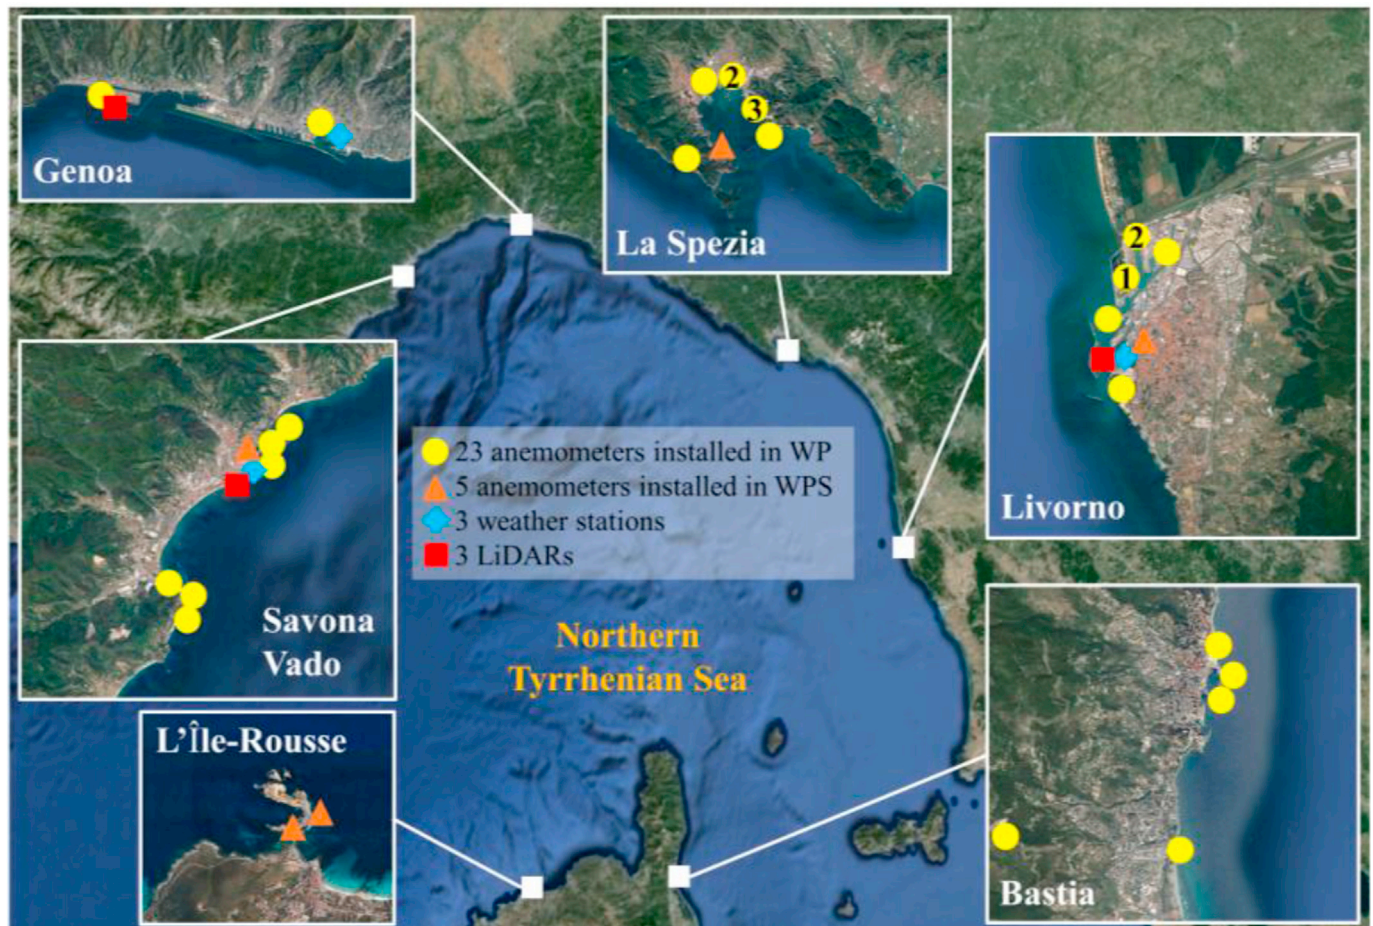 Genoa
2
3
La Spezia
2
1
Livorno
23 anemometers installed in WP
5 anemometers installed in WPS
3 weather stations
3 LiDARs
Savona
Vado
Northern
Tyrrhenian Sea
L'Île-Rousse
Bastia